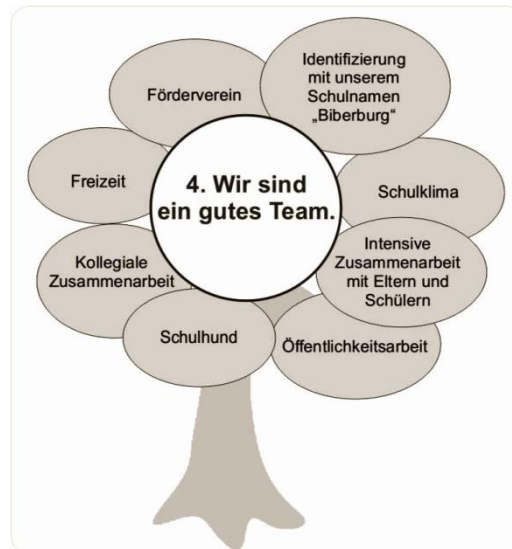 Förderverein
Identifizierung
mit unserem
Schulnamen
„Biberburg“
Freizeit
4. Wir sind
ein gutes Team.
Schulklima
Kollegiale
Zusammenarbeit
Intensive
Zusammenarbeit
mit Eltern und
Schülern
Schulhund
Öffentlichkeitsarbeit